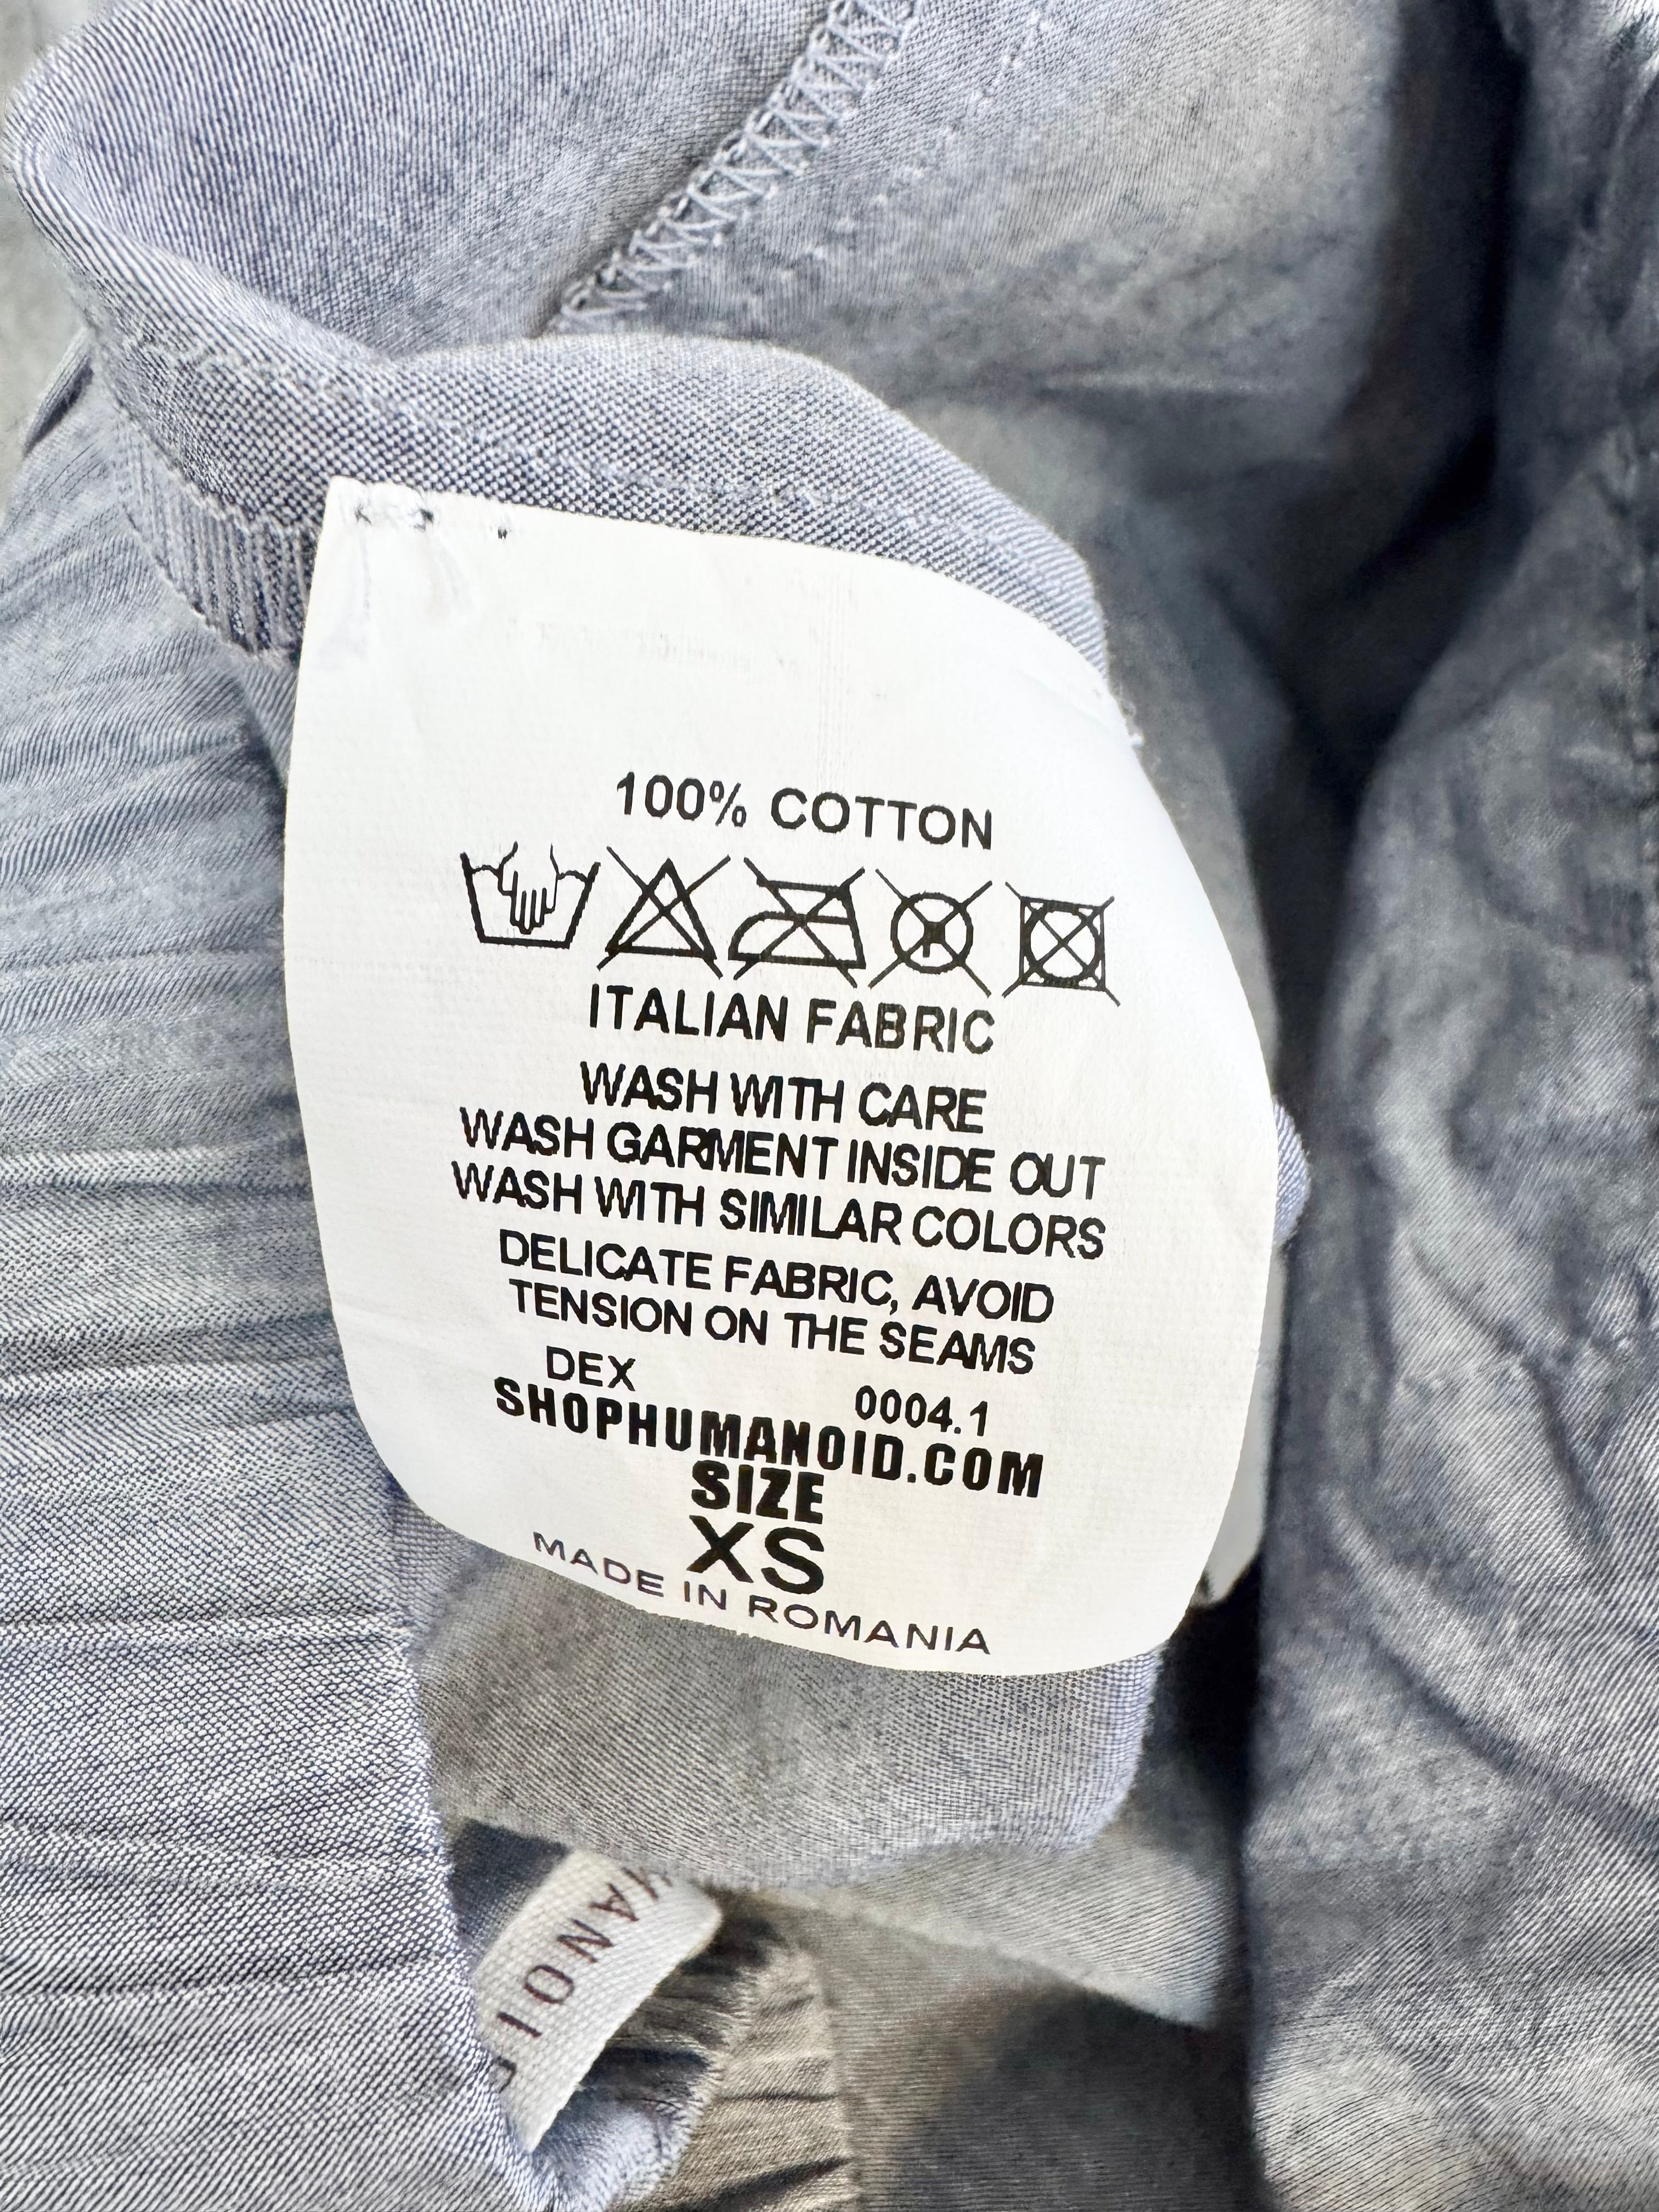 100% COTTON
P
ITALIAN FABRIC
WASH WITH CARE
WASH GARMENT INSIDE OUT
WASH WITH SIMILAR COLORS
DELICATE FABRIC, AVOID
TENSION ON THE SEAMS
DEX 0004.1
SHOPHUMANOID.COM
SIZE
XS
MADE IN ROMANIA